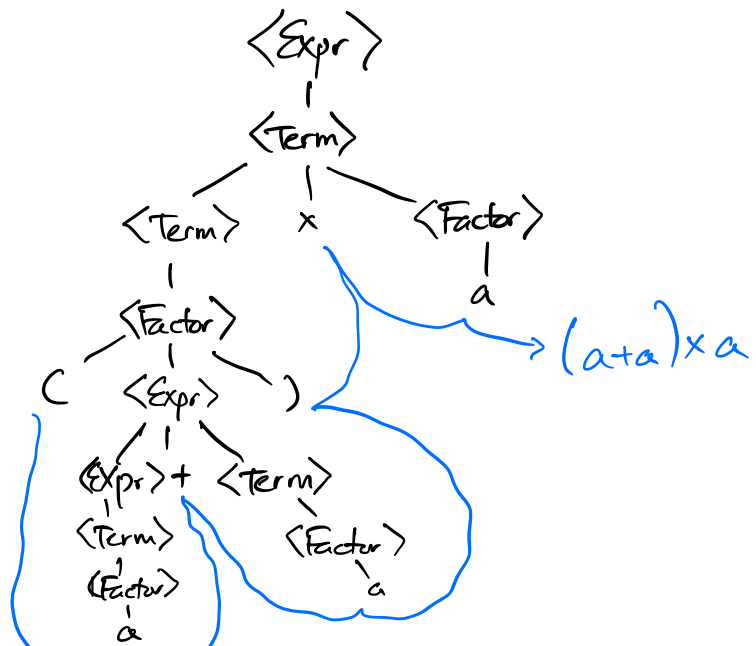 <Expr>
<Term>
<Term> × <Factor>
a
<Factor>
(a+a)×a
( <Expr> )
<Expr> + <Term>
<Term> <Factor>
<Factor> a
a